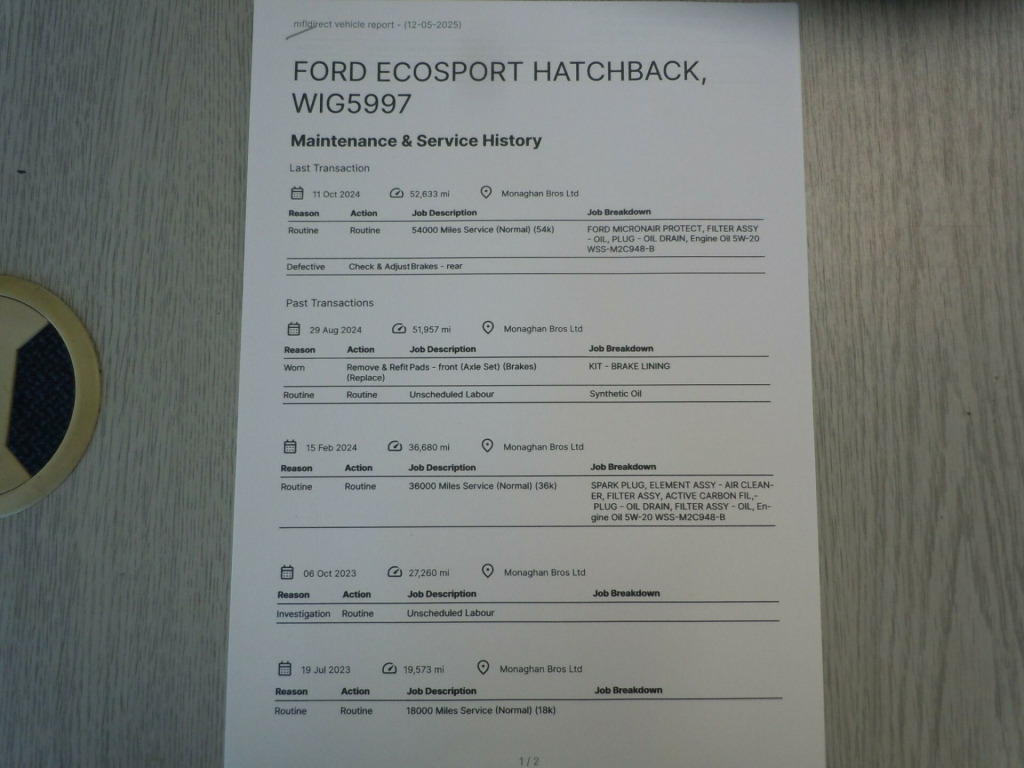 mfldirect vehicle report - (12-05-2025)
FORD ECOSPORT HATCHBACK,
WIG5997
Maintenance & Service History
Last Transaction
11 Oct 2024 52,633 mi Monaghan Bros Ltd
Reason Action Job Description Job Breakdown
Routine Routine 54000 Miles Service (Normal) (54k) FORD MICRONAIR PROTECT, FILTER ASSY
- OIL, PLUG - OIL DRAIN, Engine Oil 5W-20
WSS-M2C948-B
Defective Check & Adjust Brakes - rear
Past Transactions
29 Aug 2024 51,957 mi Monaghan Bros Ltd
Reason Action Job Description Job Breakdown
Worn Remove & Refit Pads - front (Axle Set) (Brakes) KIT - BRAKE LINING
(Replace)
Routine Routine Unscheduled Labour Synthetic Oil
15 Feb 2024 36,680 mi Monaghan Bros Ltd
Reason Action Job Description Job Breakdown
Routine Routine 36000 Miles Service (Normal) (36k) SPARK PLUG, ELEMENT ASSY - AIR CLEAN-
ER, FILTER ASSY, ACTIVE CARBON FIL,-
PLUG - OIL DRAIN, FILTER ASSY - OIL, En-
gine Oil 5W-20 WSS-M2C948-B
06 Oct 2023 27,260 mi Monaghan Bros Ltd
Reason Action Job Description Job Breakdown
Investigation Routine Unscheduled Labour
19 Jul 2023 19,573 mi Monaghan Bros Ltd
Reason Action Job Description Job Breakdown
Routine Routine 18000 Miles Service (Normal) (18k)
1 / 2